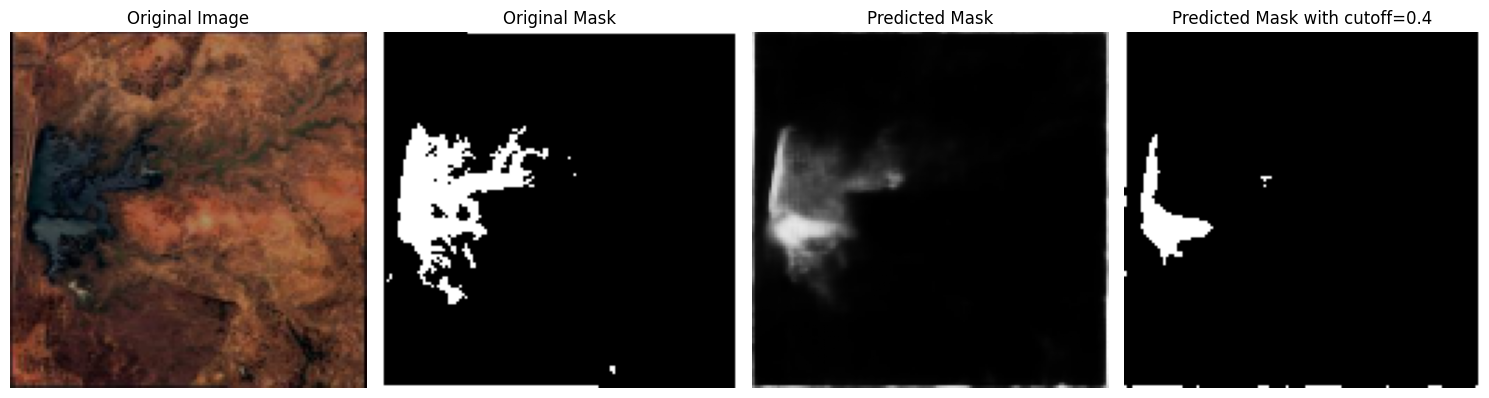 Original Image
Original Mask
Predicted Mask
Predicted Mask with cutoff=0.4